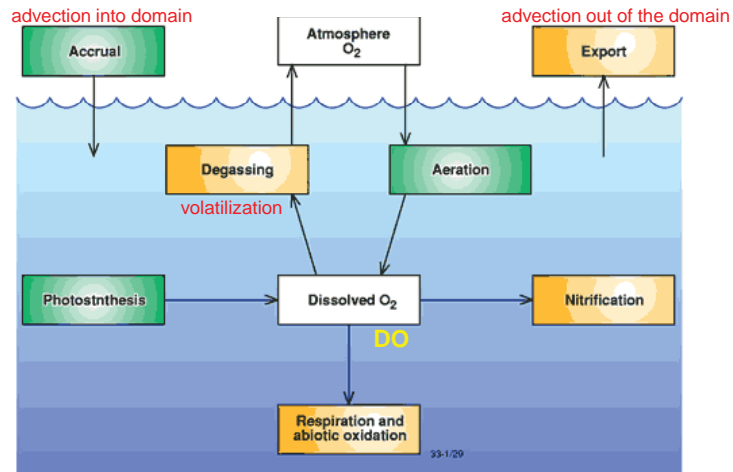 advection into domain
advection out of the domain
Accrual
Atmosphere
O₂
Export
Degassing
Aeration
volatilization
Photostnthesis
Dissolved O₂
Nitrification
DO
Respiration and
abiotic oxidation
33-1/29